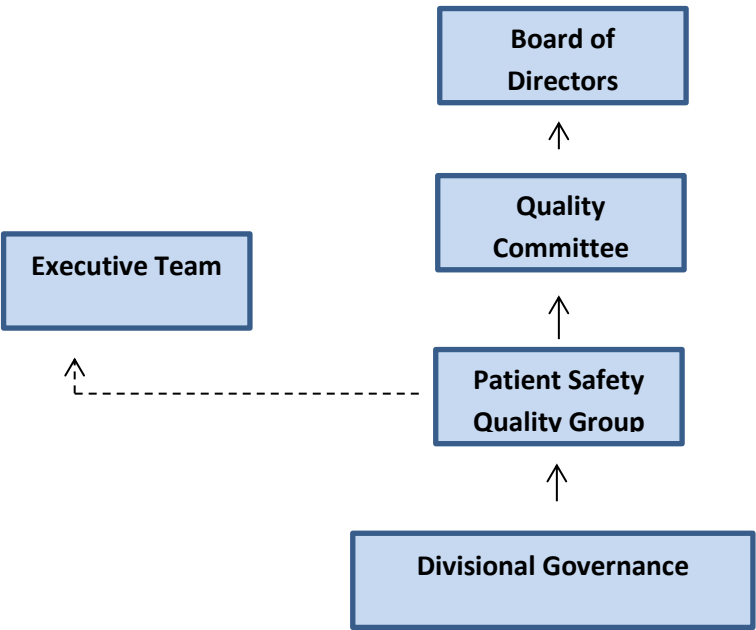 Board of
Directors
Quality
Committee
Executive Team
Patient Safety
Quality Group
Divisional Governance